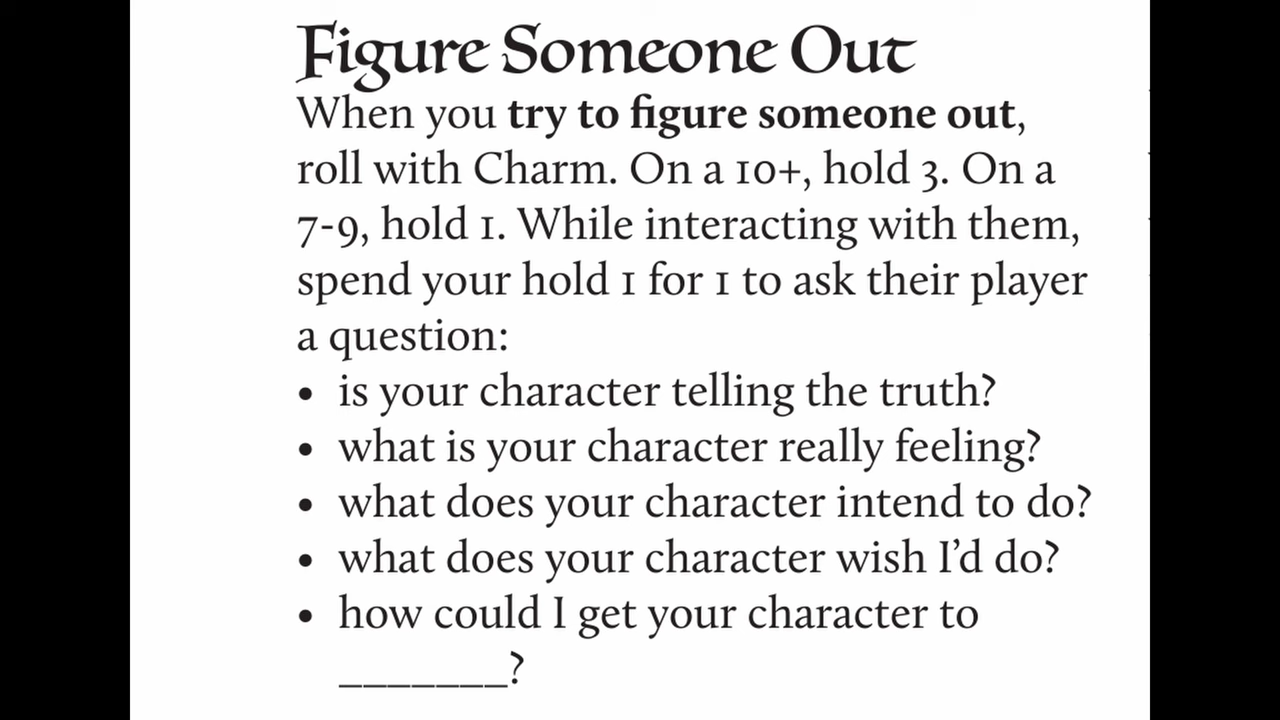 Figure Someone Out
When you try to figure someone out,
roll with Charm. On a 10+, hold 3. On a
7-9, hold 1. While interacting with them,
spend your hold 1 for 1 to ask their player
a question:
• is your character telling the truth?
• what is your character really feeling?
• what does your character intend to do?
• what does your character wish I’d do?
• how could I get your character to
_______?